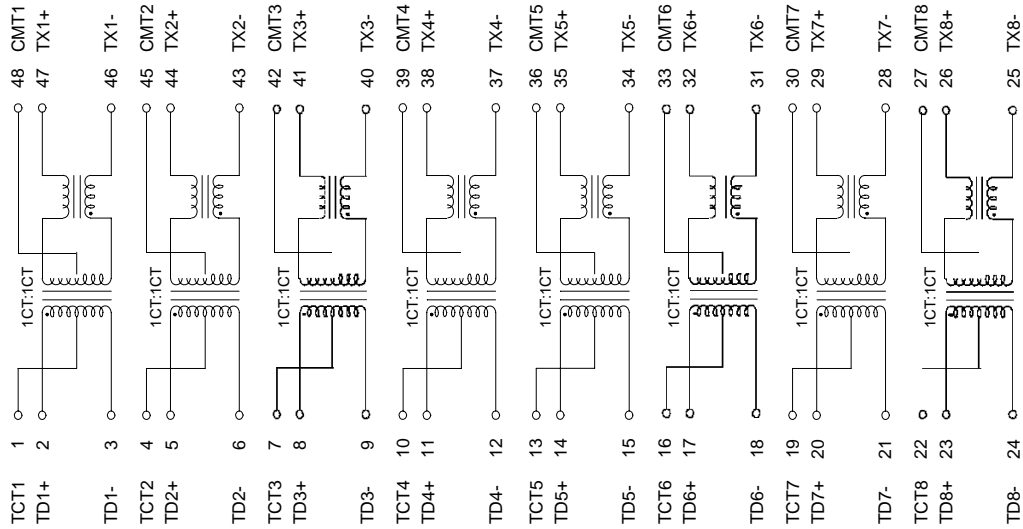 CMT1 TX1+ TX1- CMT2 TX2+ TX2- CMT3 TX3+ TX3- CMT4 TX4+ TX4- CMT5 TX5+ TX5- CMT6 TX6+ TX6- CMT7 TX7+ TX7- CMT8 TX8+ TX8-
48 47 46 45 44 43 42 41 40 39 38 37 36 35 34 33 32 31 30 29 28 27 26 25
1CT:1CT 1CT:1CT 1CT:1CT 1CT:1CT 1CT:1CT 1CT:1CT 1CT:1CT 1CT:1CT
1 2 3 4 5 6 7 8 9 10 11 12 13 14 15 16 17 18 19 20 21 22 23 24
TCT1 TD1+ TD1- TCT2 TD2+ TD2- TCT3 TD3+ TD3- TCT4 TD4+ TD4- TCT5 TD5+ TD5- TCT6 TD6+ TD6- TCT7 TD7+ TD7- TCT8 TD8+ TD8-